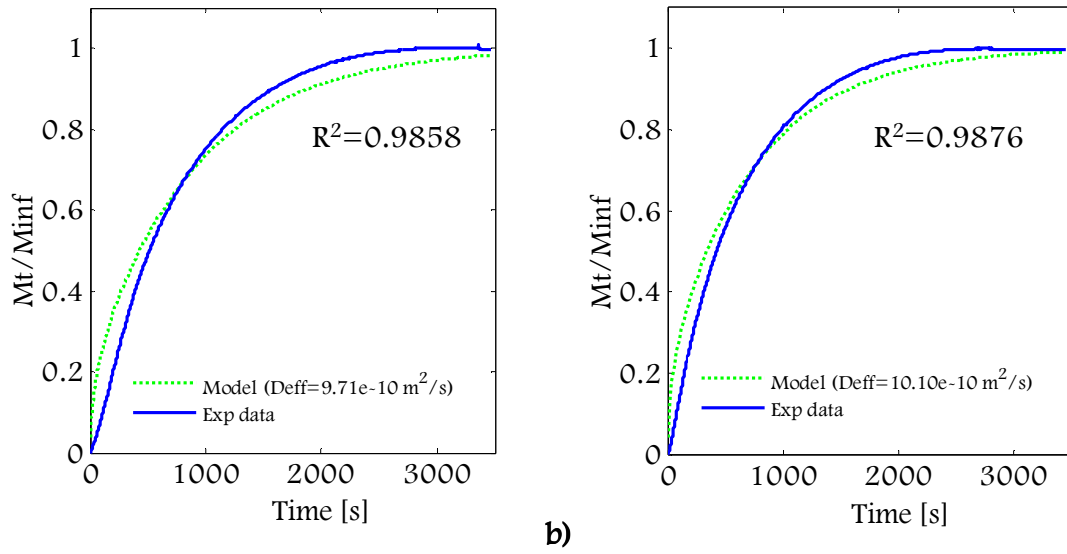 1
0.8
0.6
0.4
0.2
0
Mt/Minf
R²=0.9858
Model (Deff=9.71e-10 m²/s)
Exp data
0 1000 2000 3000
Time [s]
b)
1
0.8
0.6
0.4
0.2
0
Mt/Minf
R²=0.9876
Model (Deff=10.10e-10 m²/s)
Exp data
0 1000 2000 3000
Time [s]